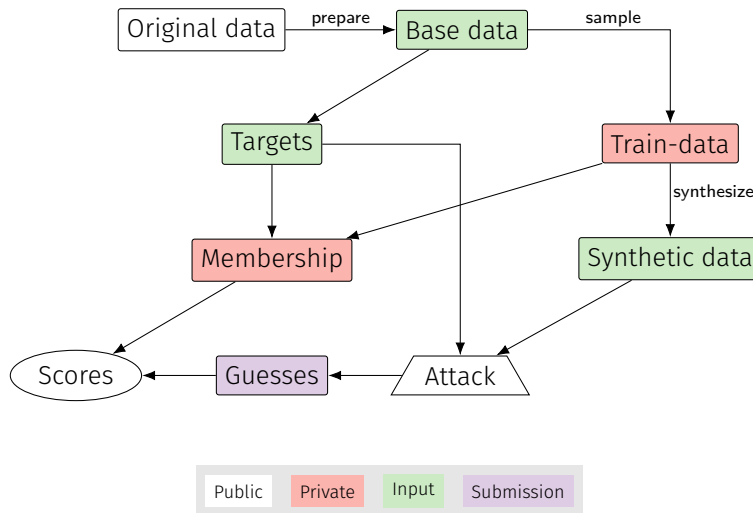 Original data
prepare
Base data
sample
Targets
Train-data
synthesize
Membership
Synthetic data
Scores
Guesses
Attack
Public
Private
Input
Submission